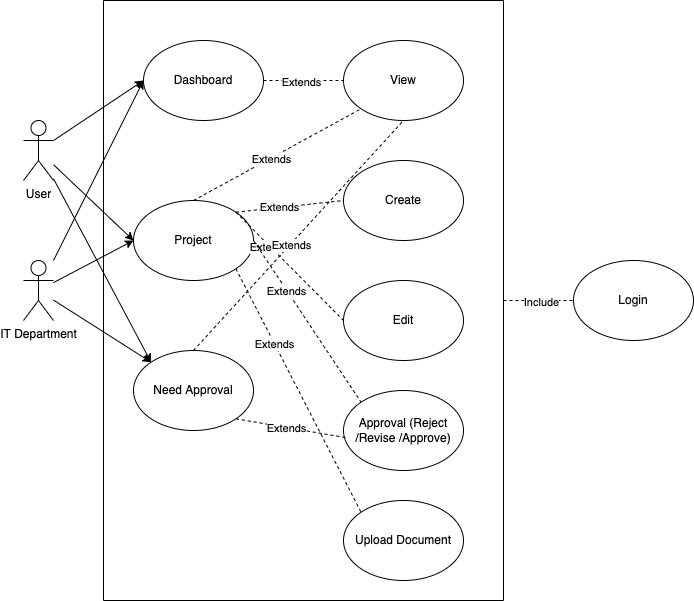 Dashboard
Extends
View
Extends
User
Create
Extends
Project
Exte
Extends
Extends
Login
Include
Edit
IT Department
Extends
Need Approval
Extends
Approval (Reject
/Revise /Approve)
Upload Document